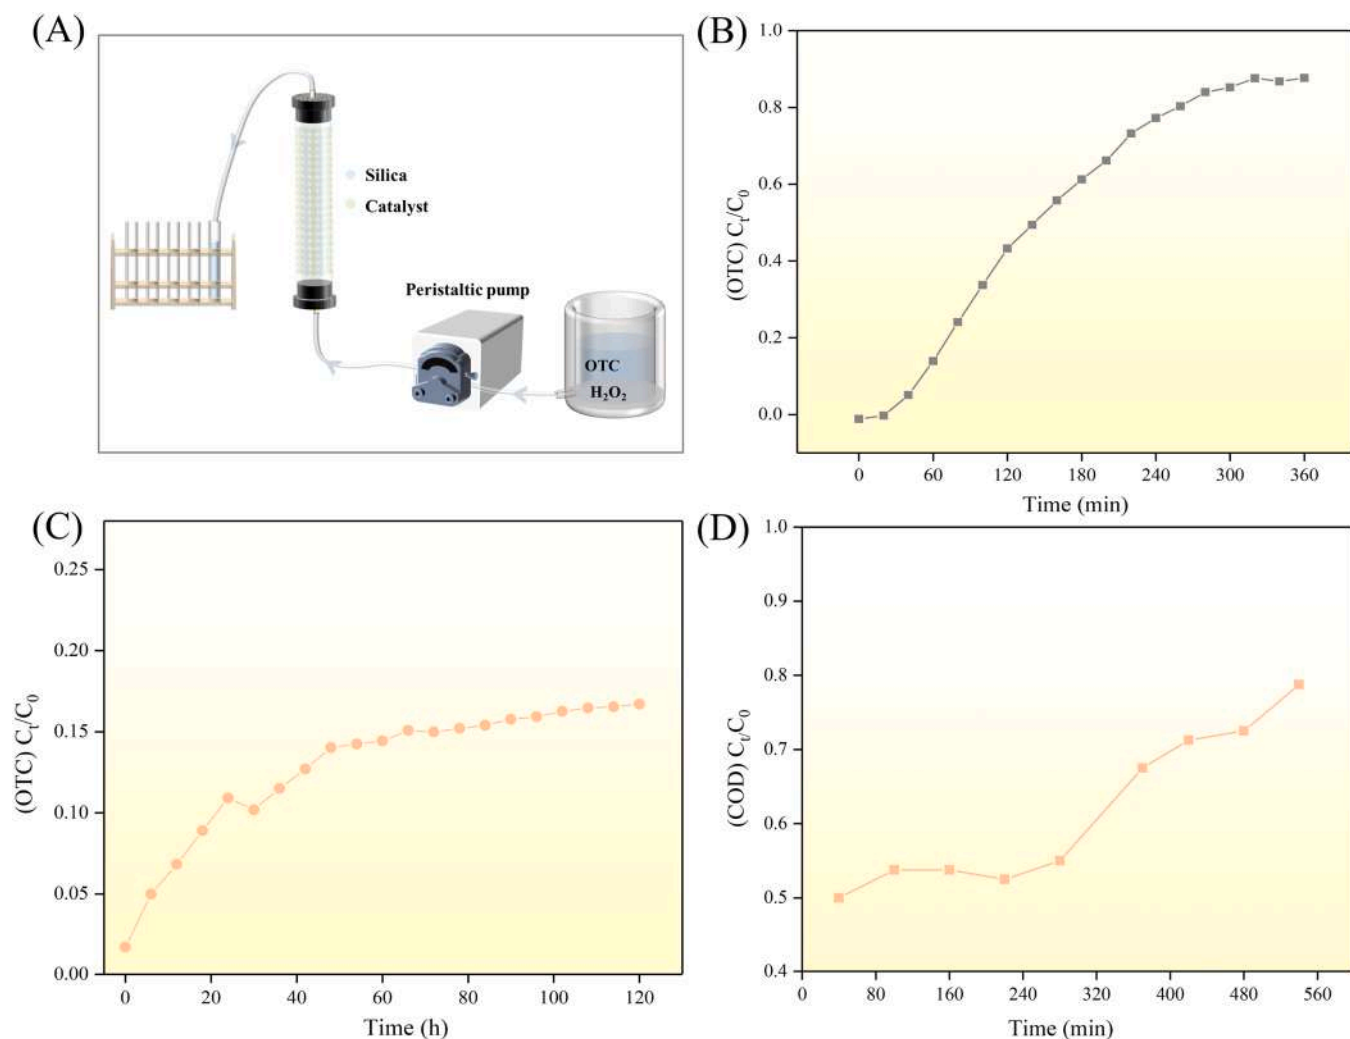 (A)
Silica
Catalyst
Peristaltic pump
OTC
H₂O₂
(B)
(OTC) Cₜ/C₀
1.0
0.8
0.6
0.4
0.2
0.0
0 60 120 180 240 300 360
Time (min)
(C)
(OTC) Cₜ/C₀
0.25
0.20
0.15
0.10
0.05
0.00
0 20 40 60 80 100 120
Time (h)
(D)
(COD) Cₜ/C₀
1.0
0.9
0.8
0.7
0.6
0.5
0.4
0 80 160 240 320 400 480 560
Time (min)